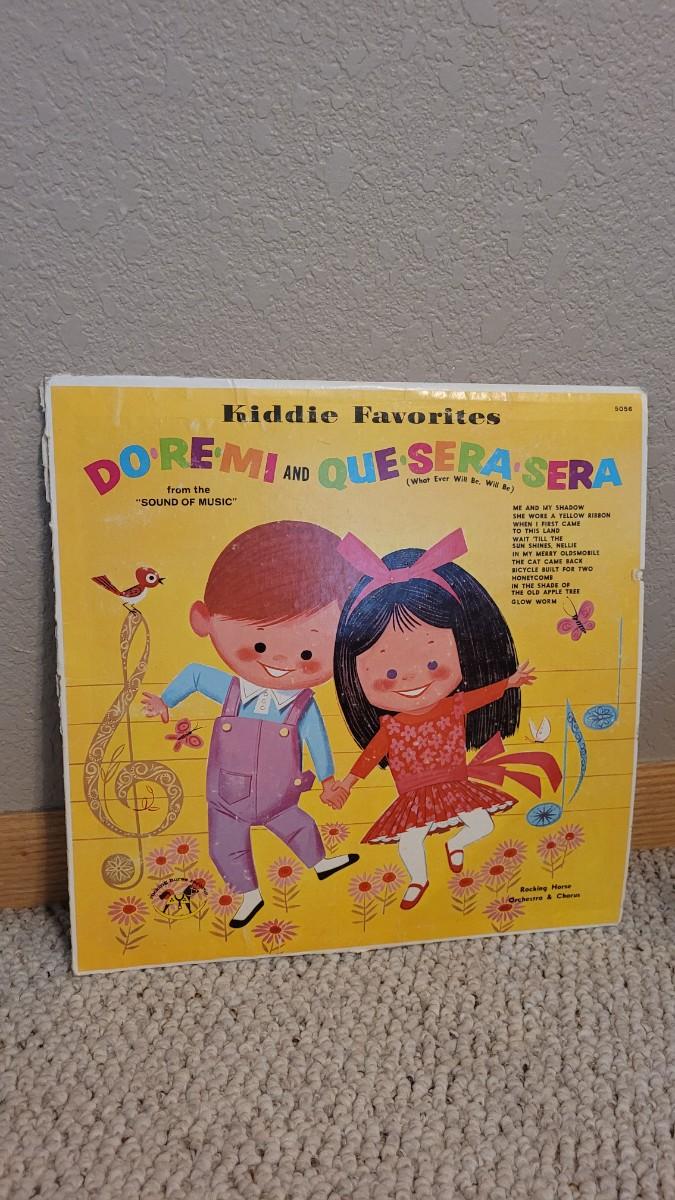 Kiddie Favorites
5056
DO·RE·MI AND QUE·SERA·SERA
(What Ever Will Be, Will Be)
from the
"SOUND OF MUSIC"
ME AND MY SHADOW
SHE WORE A YELLOW RIBBON
WHEN I FIRST CAME
TO THIS LAND
WAIT 'TILL THE
SUN SHINES, NELLIE
IN MY MERRY OLDSMOBILE
THE CAT CAME BACK
BICYCLE BUILT FOR TWO
HONEYCOMB
IN THE SHADE OF
THE OLD APPLE TREE
GLOW WORM
Rocking Horse
Rocking Horse
Orchestra & Chorus